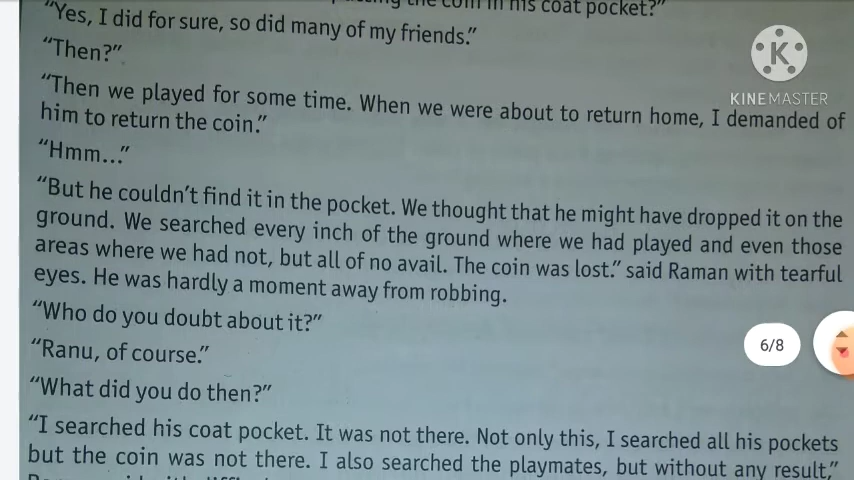 the coin in his coat pocket?”
“Yes, I did for sure, so did many of my friends.”
“Then?”
KINEMASTER
“Then we played for some time. When we were about to return home, I demanded of
him to return the coin.”
“Hmm...”
“But he couldn’t find it in the pocket. We thought that he might have dropped it on the
ground. We searched every inch of the ground where we had played and even those
areas where we had not, but all of no avail. The coin was lost.” said Raman with tearful
eyes. He was hardly a moment away from robbing.
“Who do you doubt about it?”
6/8
“Ranu, of course.”
“What did you do then?”
“I searched his coat pocket. It was not there. Not only this, I searched all his pockets
but the coin was not there. I also searched the playmates, but without any result,”